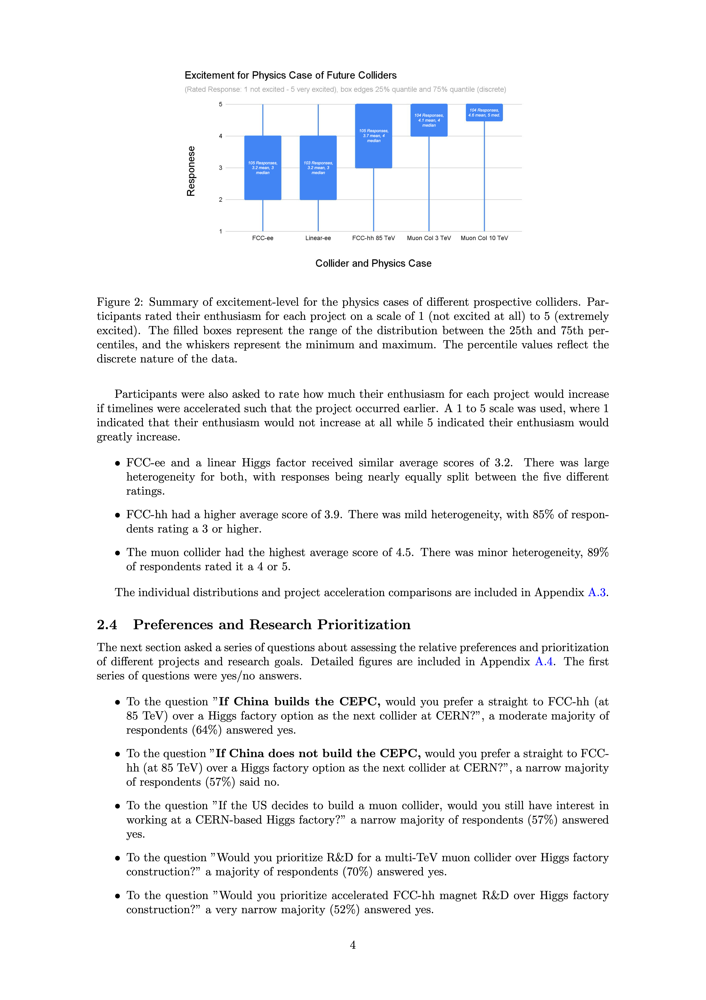 Excitement for Physics Case of Future Colliders
(Rated Response: 1 not excited - 5 very excited), box edges 25% quantile and 75% quantile (discrete)
5
4
3
2
1
Responese
105 Responses,
3.2 mean, 3
median
103 Responses,
3.2 mean, 3
median
105 Responses,
3.7 mean, 4
median
104 Responses,
4.1 mean, 4
median
104 Responses,
4.6 mean, 5 med.
FCC-ee
Linear-ee
FCC-hh 85 TeV
Muon Col 3 TeV
Muon Col 10 TeV
Collider and Physics Case
Figure 2: Summary of excitement-level for the physics cases of different prospective colliders. Par-
ticipants rated their enthusiasm for each project on a scale of 1 (not excited at all) to 5 (extremely
excited). The filled boxes represent the range of the distribution between the 25th and 75th per-
centiles, and the whiskers represent the minimum and maximum. The percentile values reflect the
discrete nature of the data.
Participants were also asked to rate how much their enthusiasm for each project would increase
if timelines were accelerated such that the project occurred earlier. A 1 to 5 scale was used, where 1
indicated that their enthusiasm would not increase at all while 5 indicated their enthusiasm would
greatly increase.
• FCC-ee and a linear Higgs factor received similar average scores of 3.2. There was large
heterogeneity for both, with responses being nearly equally split between the five different
ratings.
• FCC-hh had a higher average score of 3.9. There was mild heterogeneity, with 85% of respon-
dents rating a 3 or higher.
• The muon collider had the highest average score of 4.5. There was minor heterogeneity, 89%
of respondents rated it a 4 or 5.
The individual distributions and project acceleration comparisons are included in Appendix A.3.
2.4 Preferences and Research Prioritization
The next section asked a series of questions about assessing the relative preferences and prioritization
of different projects and research goals. Detailed figures are included in Appendix A.4. The first
series of questions were yes/no answers.
• To the question ”If China builds the CEPC, would you prefer a straight to FCC-hh (at
85 TeV) over a Higgs factory option as the next collider at CERN?”, a moderate majority of
respondents (64%) answered yes.
• To the question ”If China does not build the CEPC, would you prefer a straight to FCC-
hh (at 85 TeV) over a Higgs factory option as the next collider at CERN?”, a narrow majority
of respondents (57%) said no.
• To the question ”If the US decides to build a muon collider, would you still have interest in
working at a CERN-based Higgs factory?” a narrow majority of respondents (57%) answered
yes.
• To the question ”Would you prioritize R&D for a multi-TeV muon collider over Higgs factory
construction?” a majority of respondents (70%) answered yes.
• To the question ”Would you prioritize accelerated FCC-hh magnet R&D over Higgs factory
construction?” a very narrow majority (52%) answered yes.
4